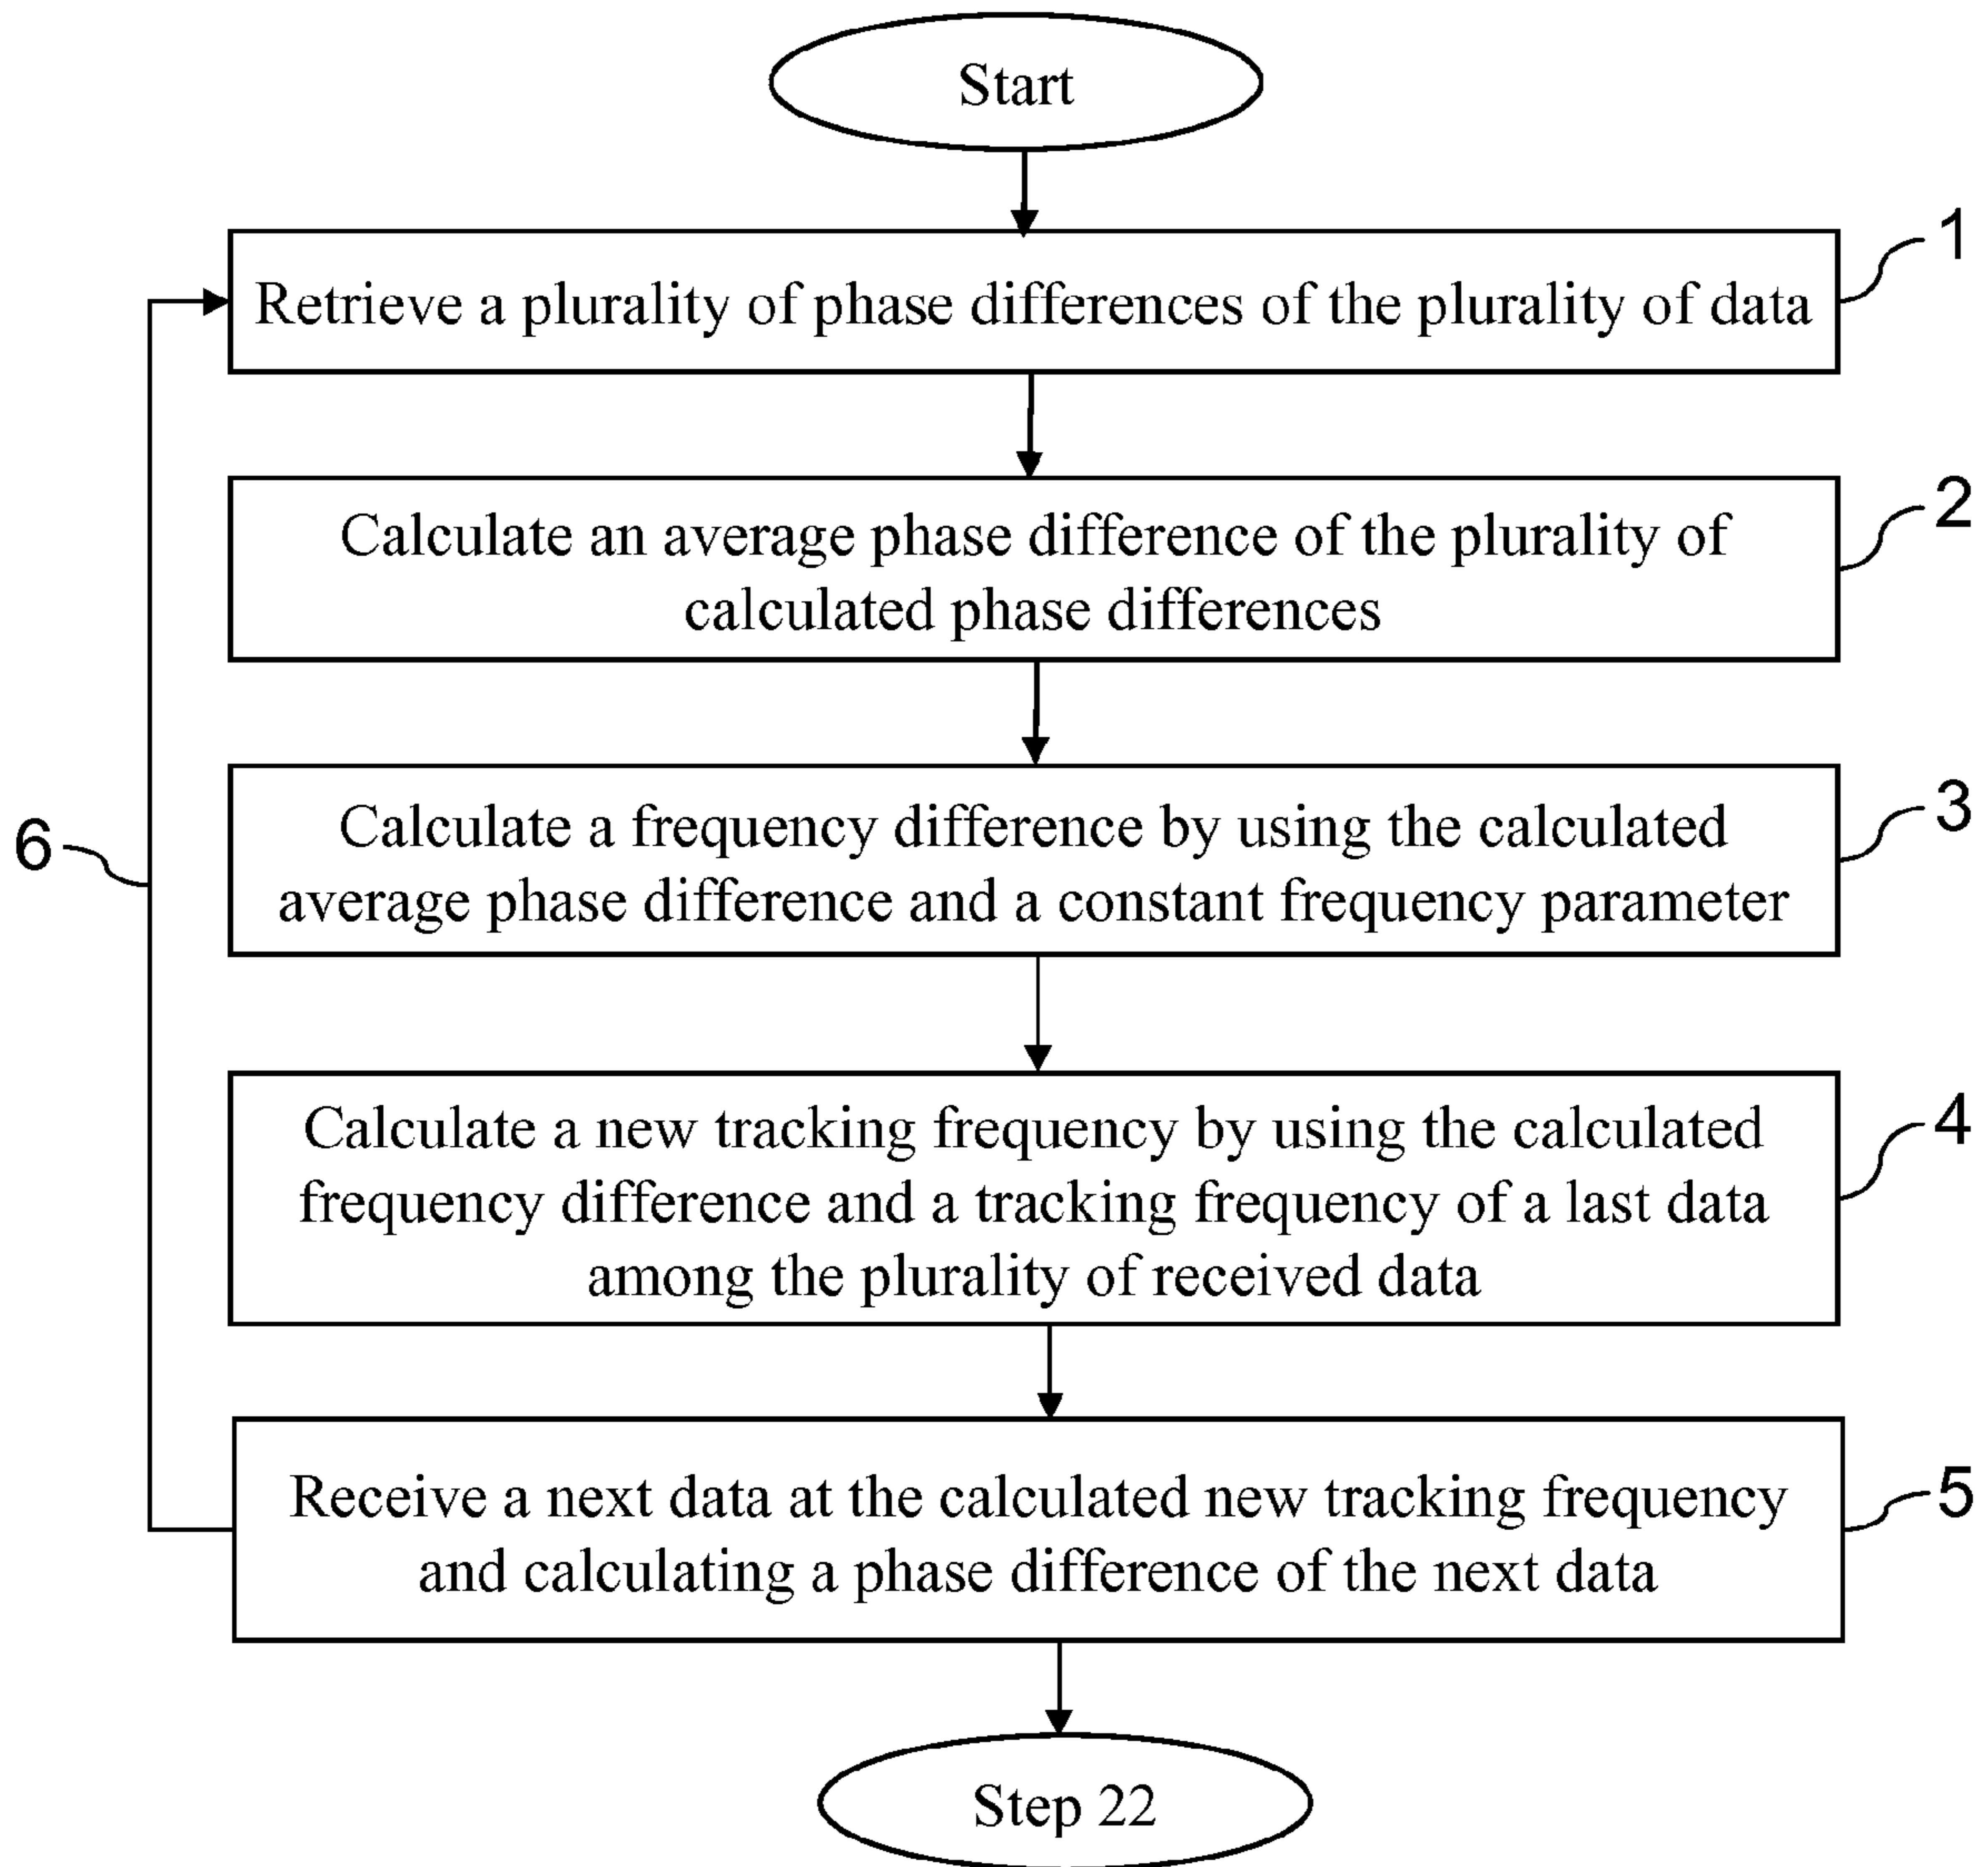 Start
1
Retrieve a plurality of phase differences of the plurality of data
2
Calculate an average phase difference of the plurality of
calculated phase differences
3
Calculate a frequency difference by using the calculated
average phase difference and a constant frequency parameter
6
4
Calculate a new tracking frequency by using the calculated
frequency difference and a tracking frequency of a last data
among the plurality of received data
5
Receive a next data at the calculated new tracking frequency
and calculating a phase difference of the next data
Step 22